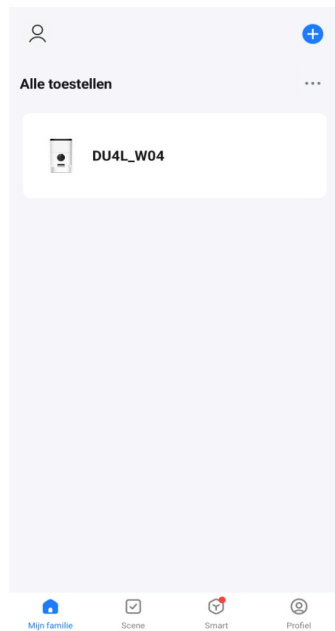 Alle toestellen
DU4L_W04
Mijn familie
Scene
Smart
Profiel